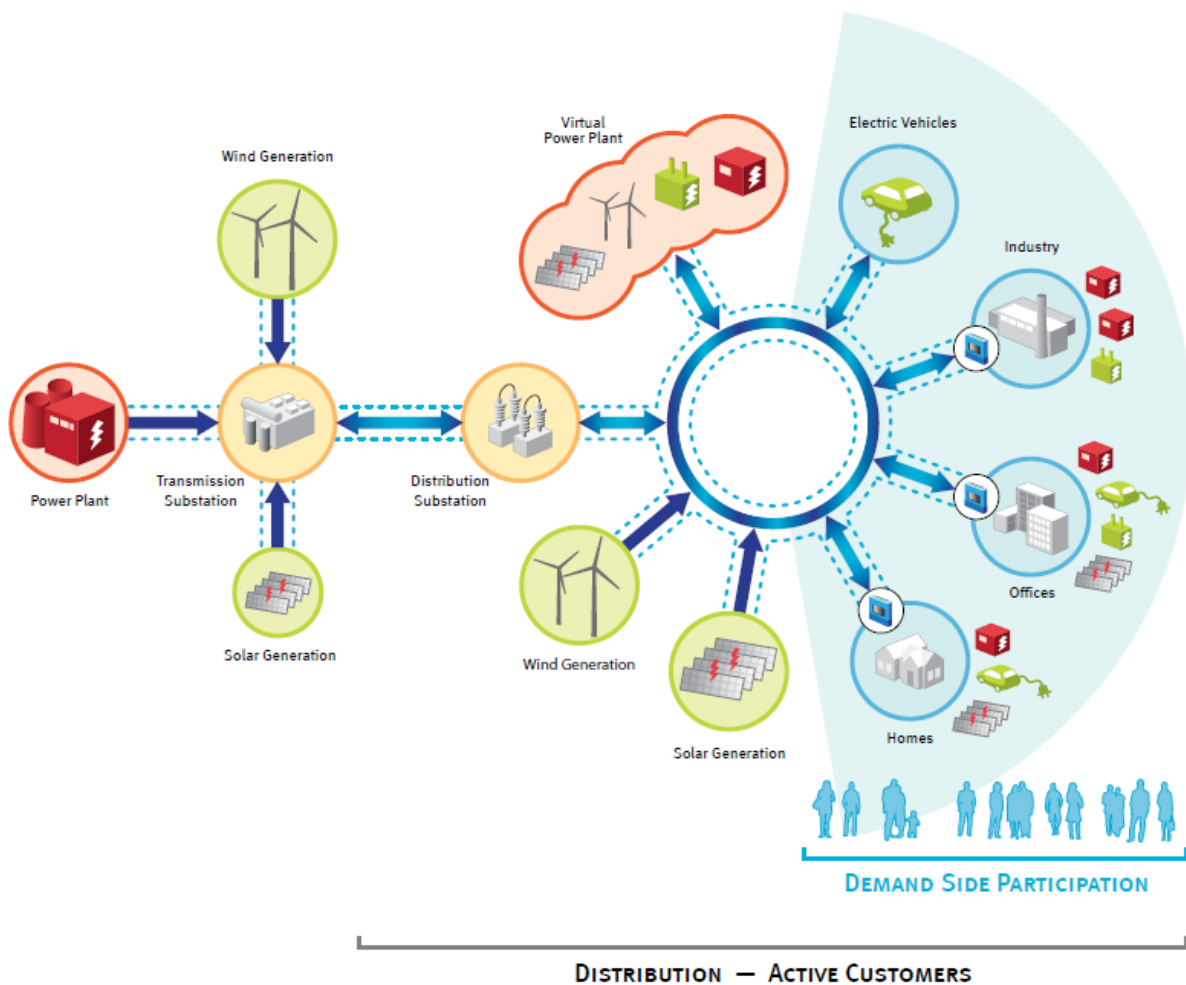 Virtual
Power Plant
Electric Vehicles
Wind Generation
Industry
Power Plant
Transmission
Substation
Distribution
Substation
Offices
Solar Generation
Wind Generation
Homes
Solar Generation
DEMAND SIDE PARTICIPATION
DISTRIBUTION — ACTIVE CUSTOMERS